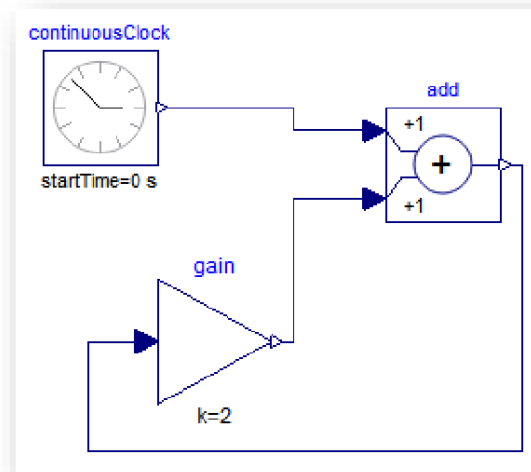 continuousClock
startTime=0 s
add
+1
+
+1
gain
k=2